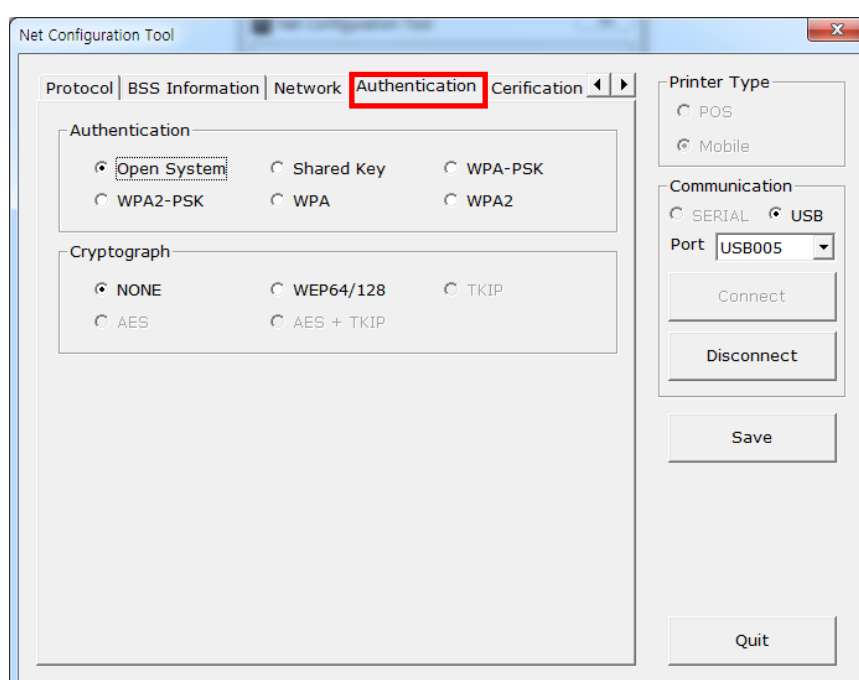 Net Configuration Tool
Protocol BSS Information Network Authentication Cerification
Authentication
Open System Shared Key WPA-PSK
WPA2-PSK WPA WPA2
Cryptograph
NONE WEP64/128 TKIP
AES AES + TKIP
Printer Type
POS
Mobile
Communication
SERIAL USB
Port USB005
Connect
Disconnect
Save
Quit